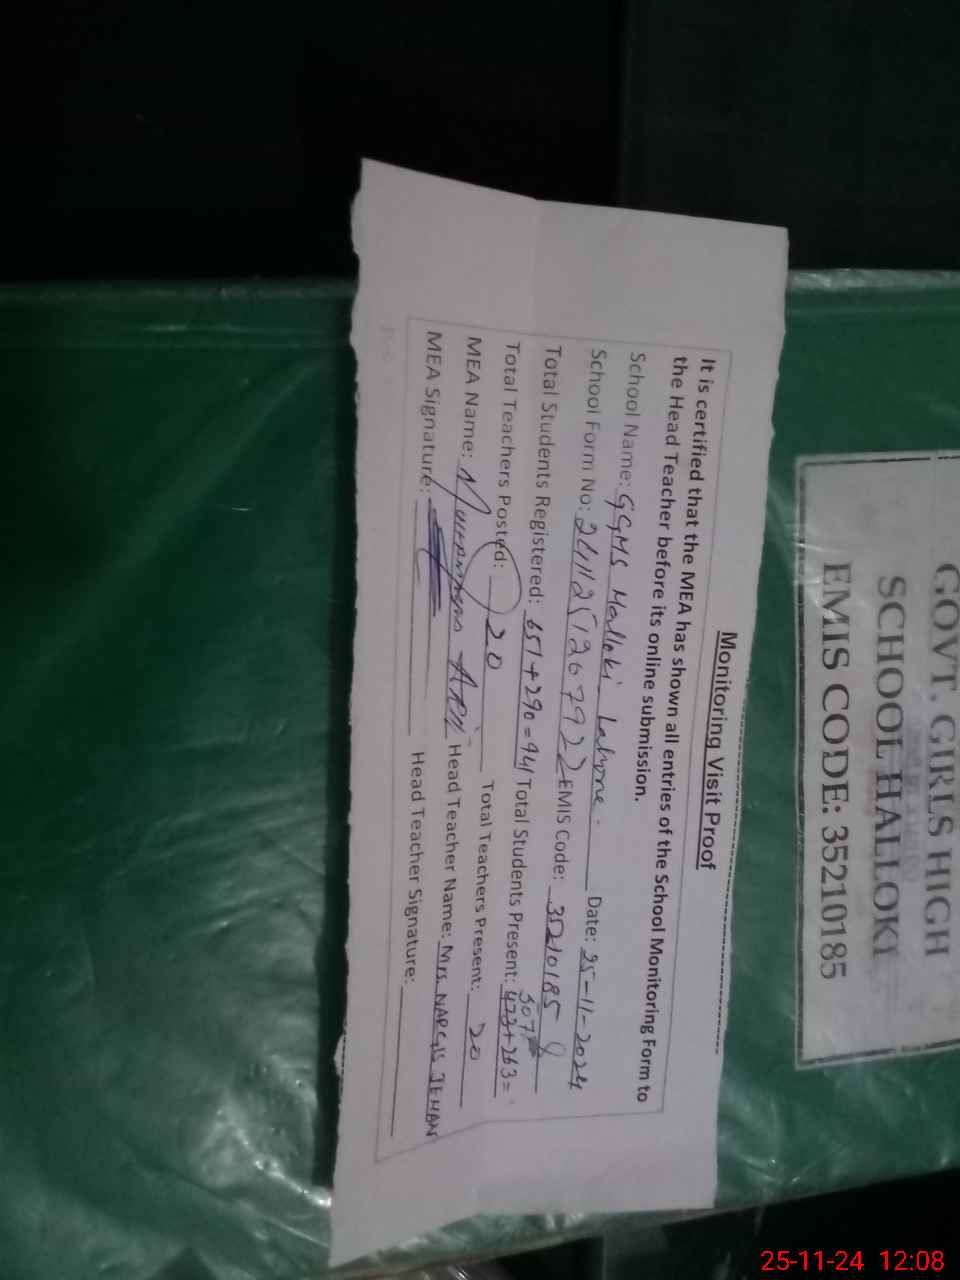 GOVT. GIRLS HIGH
SCHOOL HALLOKI
EMIS CODE: 35210185
Monitoring Visit Proof
It is certified that the MEA has shown all entries of the School Monitoring Form to
the Head Teacher before its online submission.
School Name: GGMS Halloki Lahore Date: 25-11-2024
School Form No: EMIS Code: 35210185
Total Students Registered: 651+290=941 Total Students Present: 473+263=
307
Total Teachers Posted: 20 Total Teachers Present: 20
MEA Name: Head Teacher Name: Mrs. NARGIS JEHAN
MEA Signature: Head Teacher Signature:
25-11-24 12:08